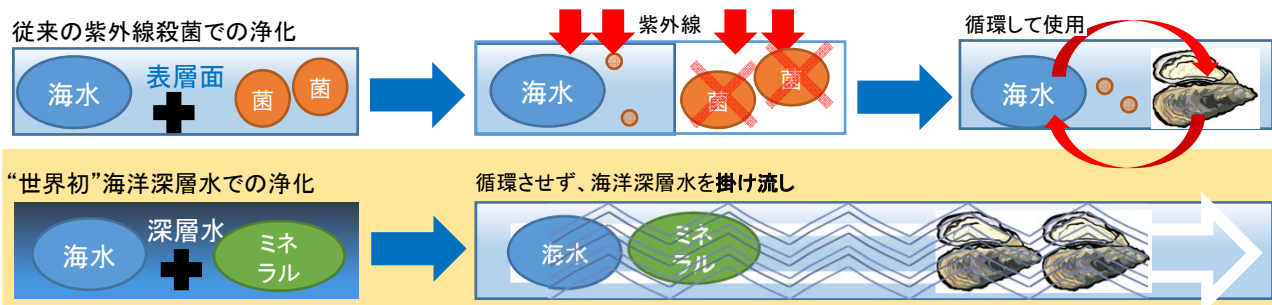 従来の紫外線殺菌での浄化
海水
表層面
菌
菌
紫外線
海水
菌
菌
循環して使用
海水
“世界初”海洋深層水での浄化
海水
深層水
ミネ
ラル
循環させず、海洋深層水を掛け流し
海水
ミネ
ラル